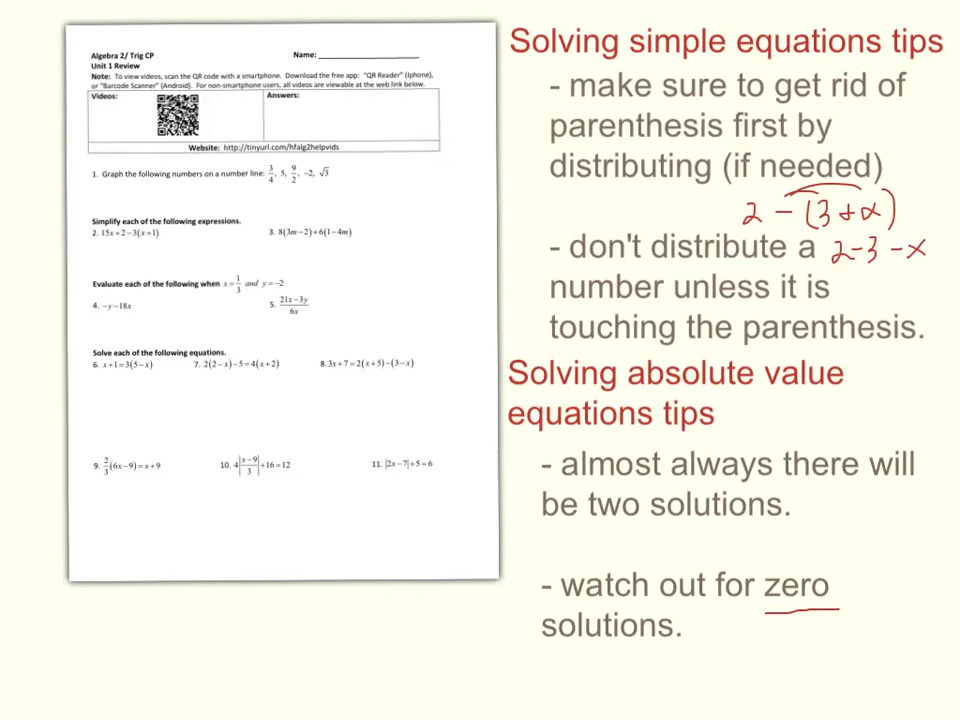 Algebra 2/ Trig CP Name: ____________________
Unit 1 Review
Note: To view videos, scan the QR code with a smartphone. Download the free app: "QR Reader" (Iphone),
or "Barcode Scanner" (Android). For non-smartphone users, all videos are viewable at the web link below.
Videos: Answers:
Website: http://tinyurl.com/hfalg2helpvids
1. Graph the following numbers on a number line: 3/4, 5, 9/2, −2, √3
Simplify each of the following expressions.
2. 15x+2−3(x+1) 3. 8(3m−2)+6(1−4m)
Evaluate each of the following when x=1/3 and y=−2
4. −y−18x 5. (21x−3y)/6x
Solve each of the following equations.
6. x+1=3(5−x) 7. 2(2−x)−5=4(x+2) 8. 3x+7=2(x+5)−(3−x)
9. 2/3(6x−9)=x+9 10. 4|(x−9)/3|+16=12 11. |2x−7|+5=6
Solving simple equations tips
- make sure to get rid of
parenthesis first by
distributing (if needed)
2 - (3+x)
- don't distribute a 2-3-x
number unless it is
touching the parenthesis.
Solving absolute value
equations tips
- almost always there will
be two solutions.
- watch out for zero
solutions.